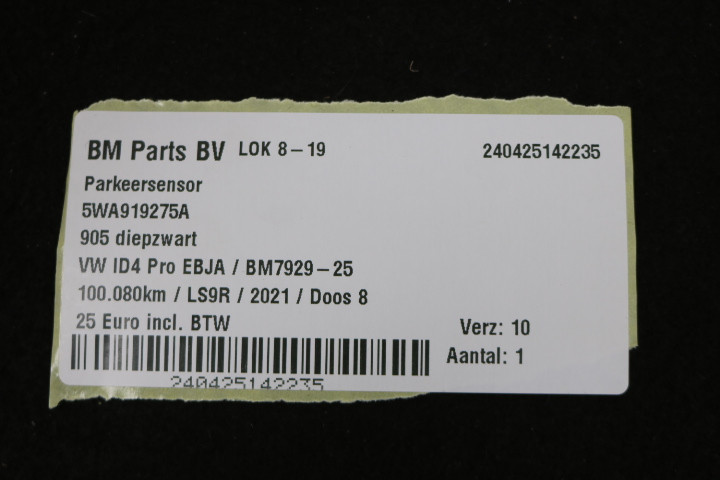 BM Parts BV LOK 8-19 240425142235
Parkeersensor
5WA919275A
905 diepzwart
VW ID4 Pro EBJA / BM7929-25
100.080km / LS9R / 2021 / Doos 8
25 Euro incl. BTW Verz: 10
Aantal: 1
240425142235